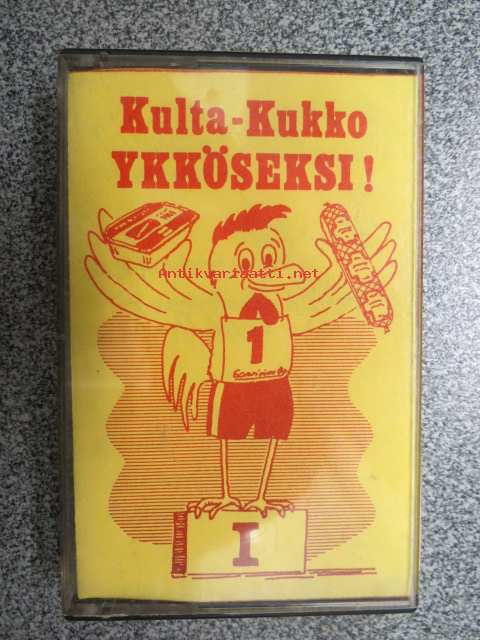 Kulta-Kukko
YKKÖSEKSI!
Antikvariaatti.net
1
I